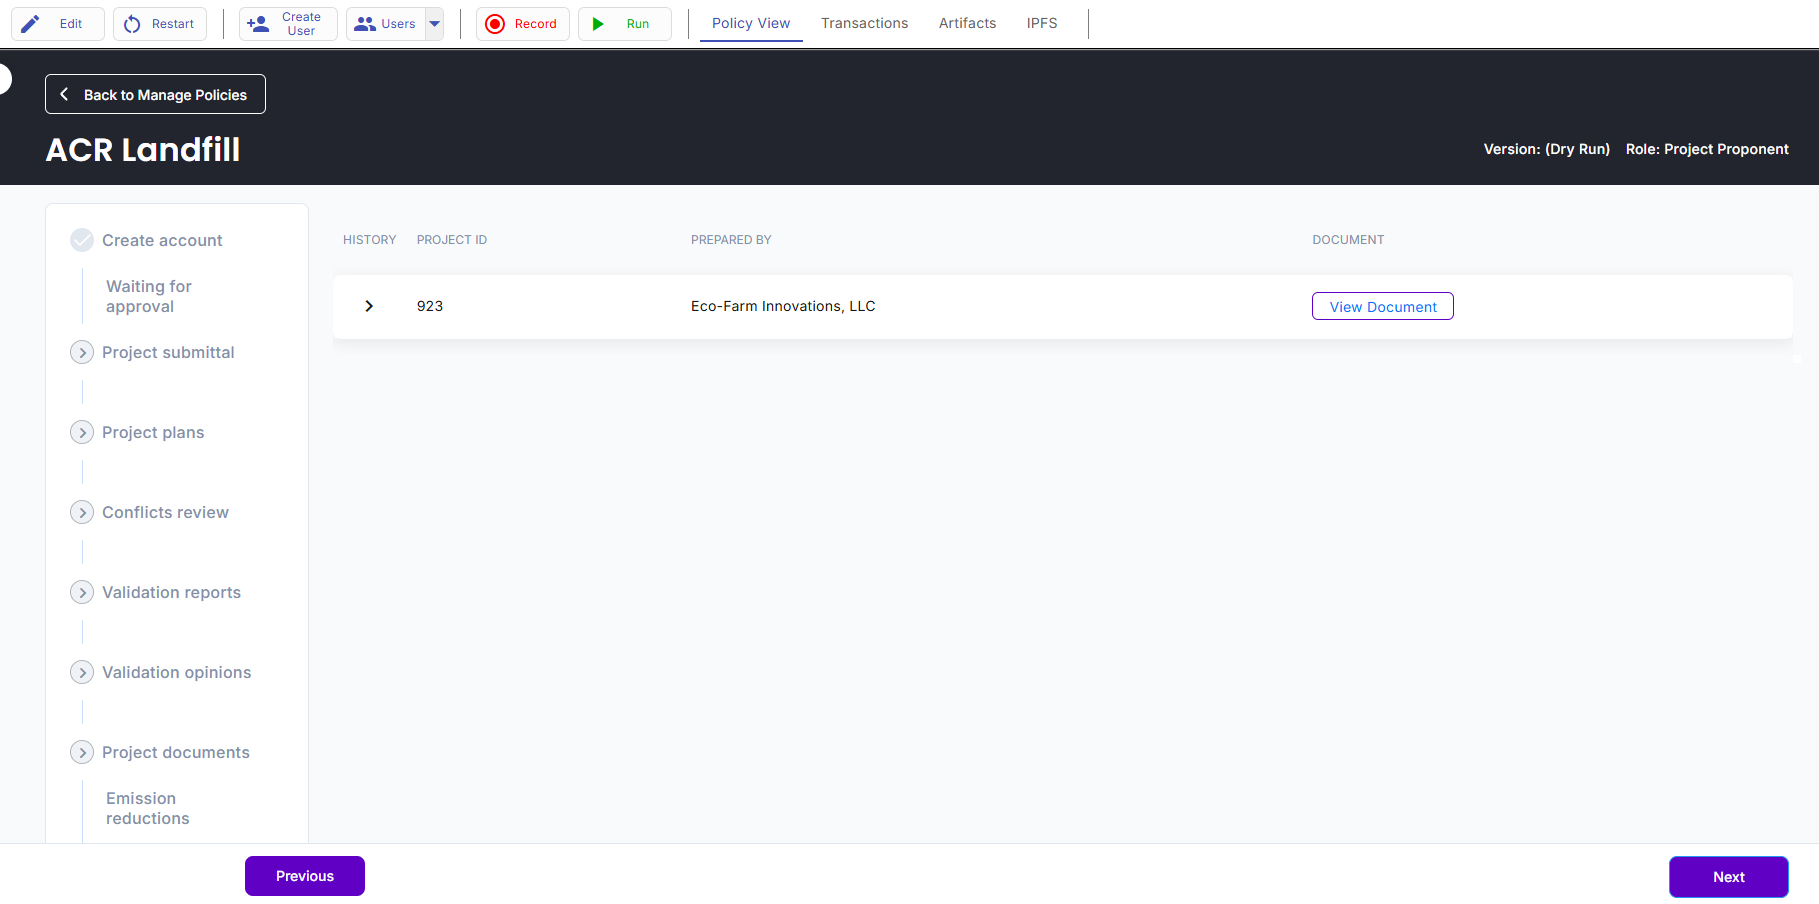 Edit
Restart
Create
User
Users
Record
Run
Policy View
Transactions
Artifacts
IPFS
Back to Manage Policies
ACR Landfill
Version: (Dry Run)
Role: Project Proponent
Create account
Waiting for
approval
Project submittal
Project plans
Conflicts review
Validation reports
Validation opinions
Project documents
Emission
reductions
HISTORY PROJECT ID PREPARED BY DOCUMENT
923 Eco-Farm Innovations, LLC View Document
Previous
Next